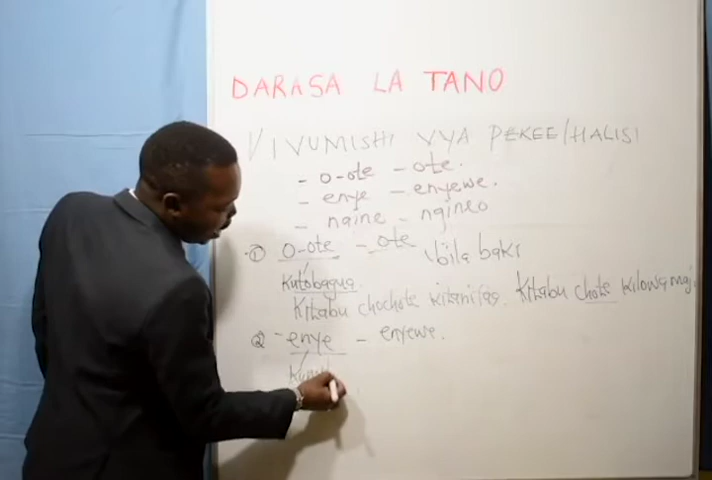 DARASA LA TANO
VIVUMISHI VYA PEKEE/HALISI
- o-ote - ote.
- enye - enyewe.
- ngineo
① o-ote - ote bila baki
kutobagua.
Kitabu chochote kitanifaa. Kitabu chote kilowa maji
② - enye - enyewe.